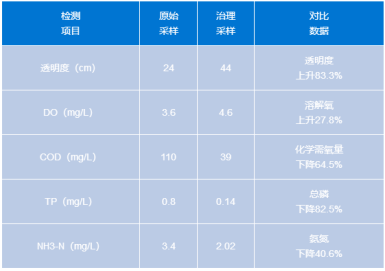 检测 原始 治理 对比
项目 采样 采样 数据
透明度（cm） 24 44 透明度
上升83.3%
DO（mg/L） 3.6 4.6 溶解氧
上升27.8%
COD（mg/L） 110 39 化学需氧量
下降64.5%
TP（mg/L） 0.8 0.14 总磷
下降82.5%
NH3-N（mg/L） 3.4 2.02 氨氮
下降40.6%